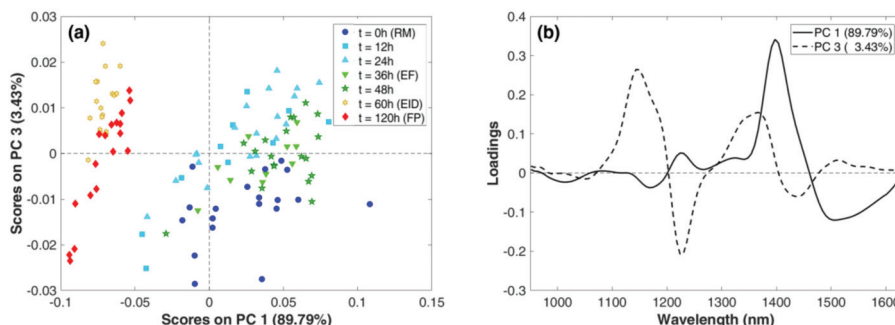 (a)
t = 0h (RM)
t = 12h
t = 24h
t = 36h (EF)
t = 48h
t = 60h (EID)
t = 120h (FP)
0.03
0.02
0.01
0
-0.01
-0.02
-0.03
Scores on PC 3 (3.43%)
-0.1
-0.05
0
0.05
0.1
0.15
Scores on PC 1 (89.79%)
(b)
PC 1 (89.79%)
PC 3 ( 3.43%)
0.4
0.3
0.2
0.1
0
-0.1
-0.2
-0.3
Loadings
1000
1100
1200
1300
1400
1500
Wavelength (nm)